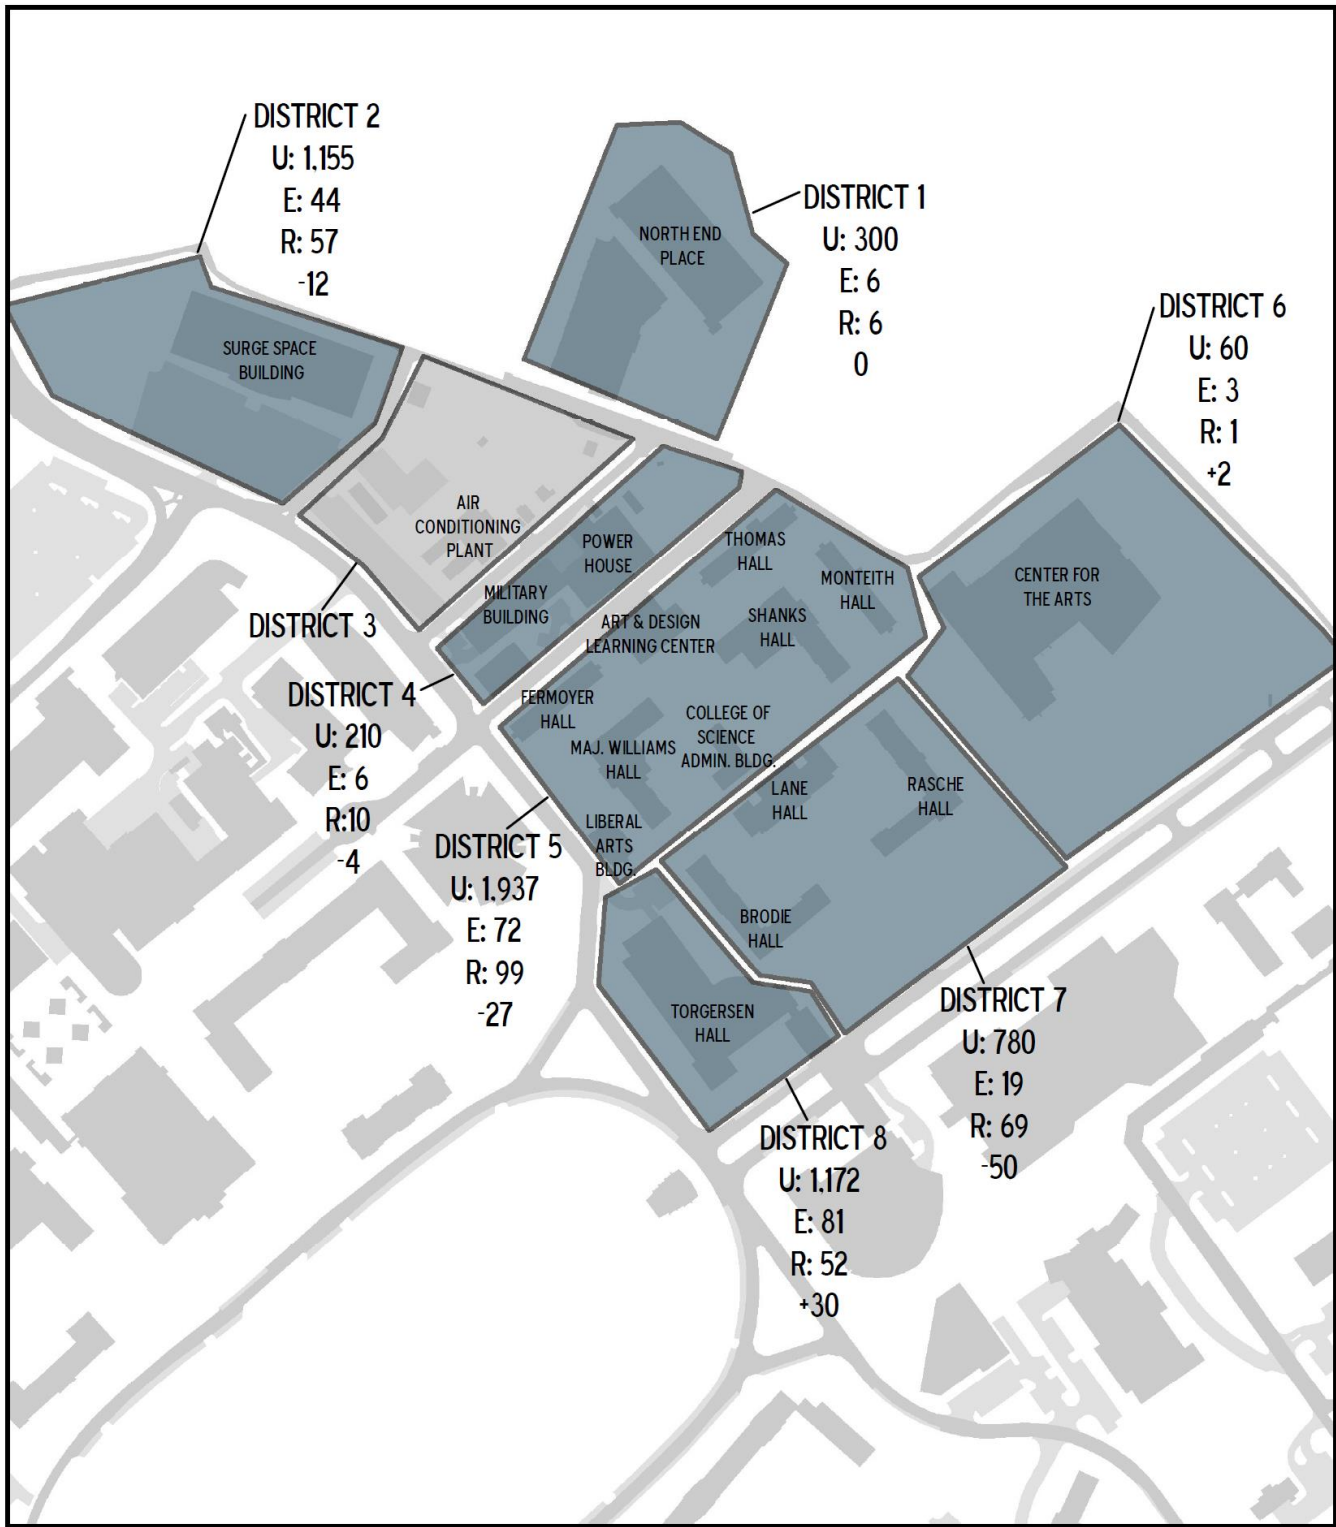 DISTRICT 2
U: 1,155
E: 44
R: 57
-12
DISTRICT 1
U: 300
E: 6
R: 6
0
DISTRICT 6
U: 60
E: 3
R: 1
+2
NORTH END
PLACE
SURGE SPACE
BUILDING
AIR
CONDITIONING
PLANT
POWER
HOUSE
MILITARY
BUILDING
THOMAS
HALL
MONTEITH
HALL
SHANKS
HALL
ART & DESIGN
LEARNING CENTER
CENTER FOR
THE ARTS
DISTRICT 3
DISTRICT 4
U: 210
E: 6
R:10
-4
FERMOYER
HALL
MAJ. WILLIAMS
HALL
COLLEGE OF
SCIENCE
ADMIN. BLDG.
LIBERAL
ARTS
BLDG.
LANE
HALL
RASCHE
HALL
BRODIE
HALL
DISTRICT 5
U: 1,937
E: 72
R: 99
-27
TORGERSEN
HALL
DISTRICT 7
U: 780
E: 19
R: 69
-50
DISTRICT 8
U: 1,172
E: 81
R: 52
+30